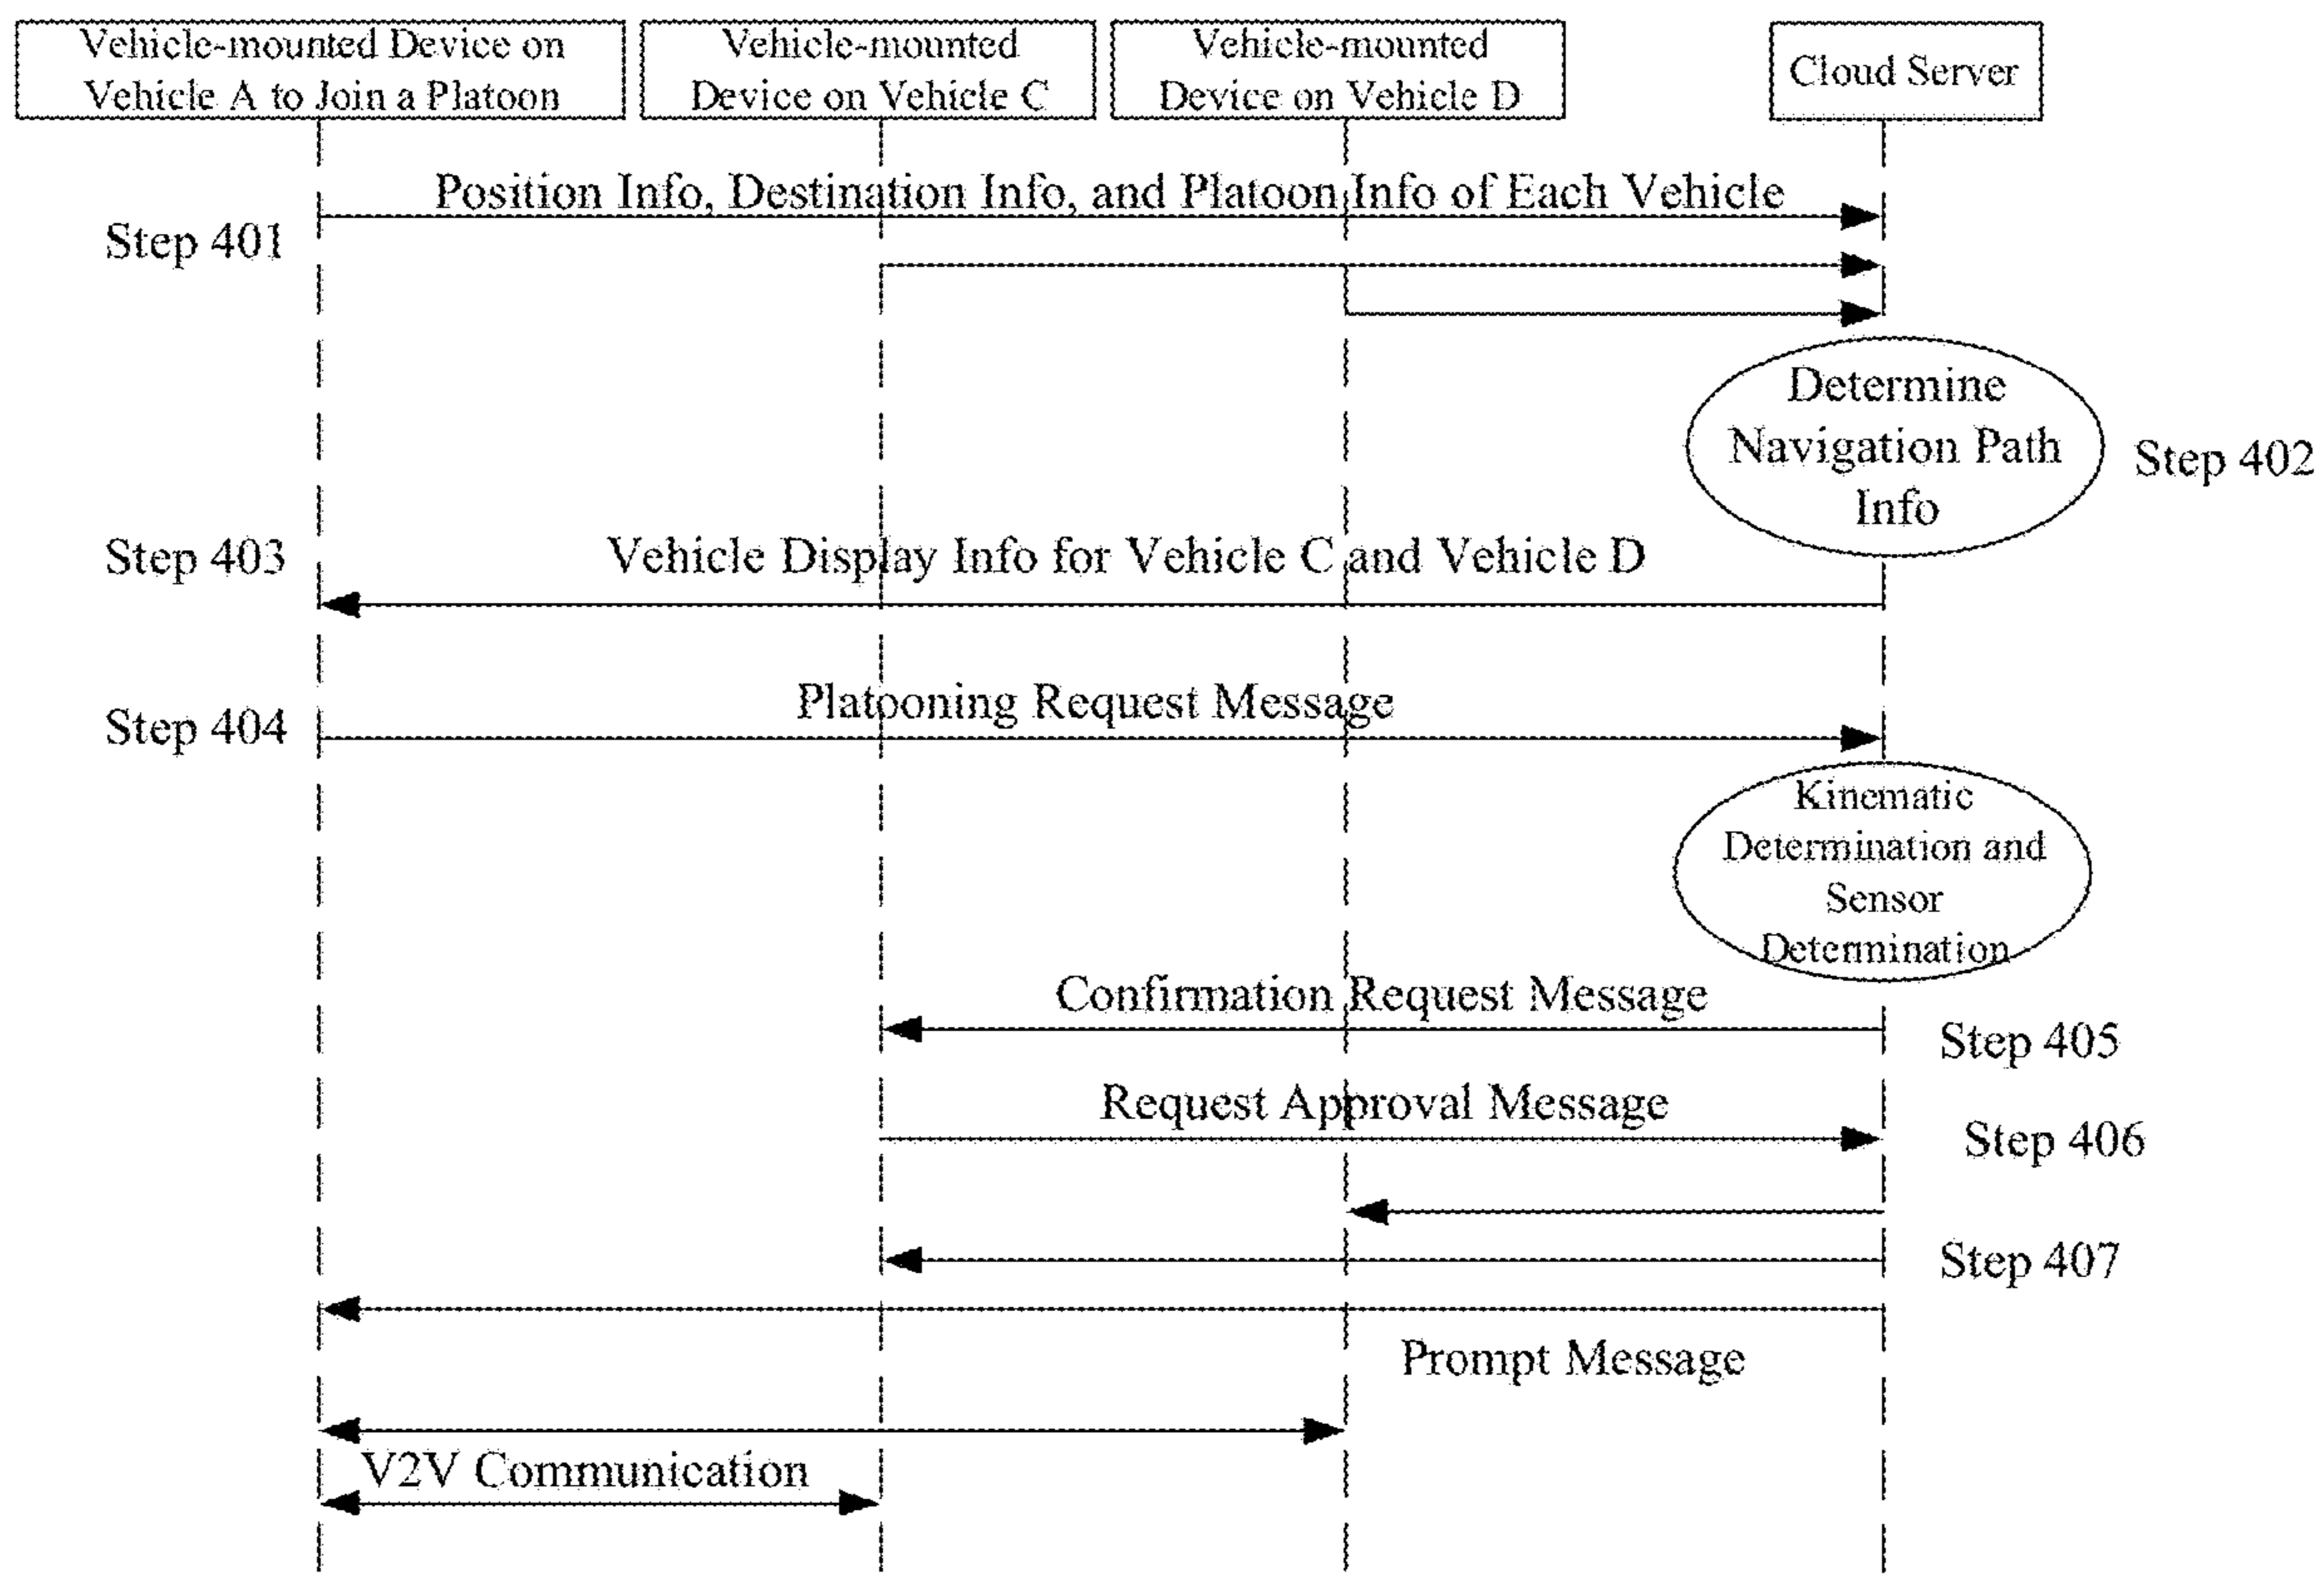 Vehicle-mounted Device on
Vehicle A to Join a Platoon
Vehicle-mounted
Device on Vehicle C
Vehicle-mounted
Device on Vehicle D
Cloud Server
Position Info, Destination Info, and Platoon Info of Each Vehicle
Step 401
Determine
Navigation Path
Info
Step 402
Step 403
Vehicle Display Info for Vehicle C and Vehicle D
Platooning Request Message
Step 404
Kinematic
Determination and
Sensor
Determination
Confirmation Request Message
Step 405
Request Approval Message
Step 406
Step 407
Prompt Message
V2V Communication